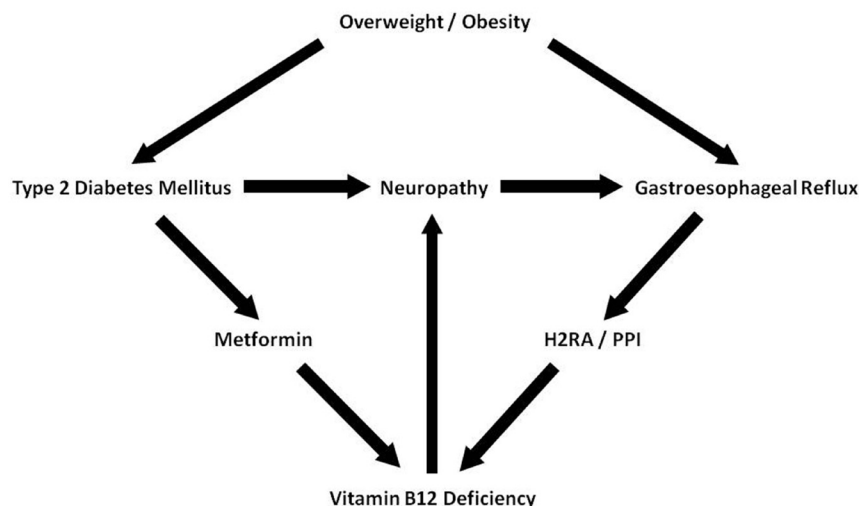 Overweight / Obesity
Type 2 Diabetes Mellitus
Neuropathy
Gastroesophageal Reflux
Metformin
H2RA / PPI
Vitamin B12 Deficiency